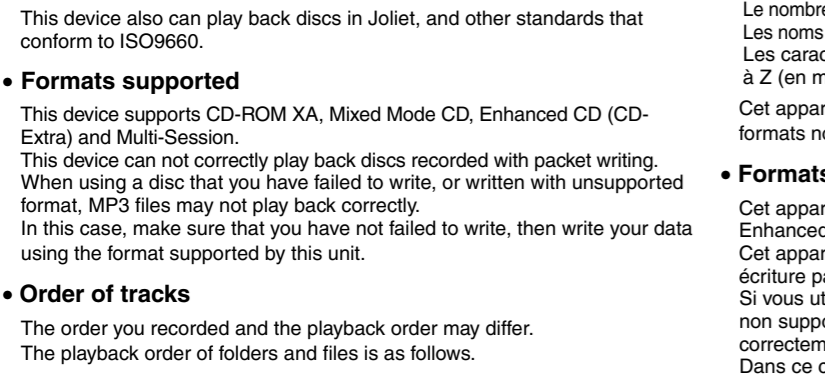 This device also can play back discs in Joliet, and other standards that
conform to ISO9660.
• Formats supported
This device supports CD-ROM XA, Mixed Mode CD, Enhanced CD (CD-
Extra) and Multi-Session.
This device can not correctly play back discs recorded with packet writing.
When using a disc that you have failed to write, or written with unsupported
format, MP3 files may not play back correctly.
In this case, make sure that you have not failed to write, then write your data
using the format supported by this unit.
• Order of tracks
The order you recorded and the playback order may differ.
The playback order of folders and files is as follows.
Le nombre
Les noms
Les carac
à Z (en m
Cet appar
formats no
• Formats
Cet appar
Enhanced
Cet appar
écriture pa
Si vous ut
non suppo
correctem
Dans ce c